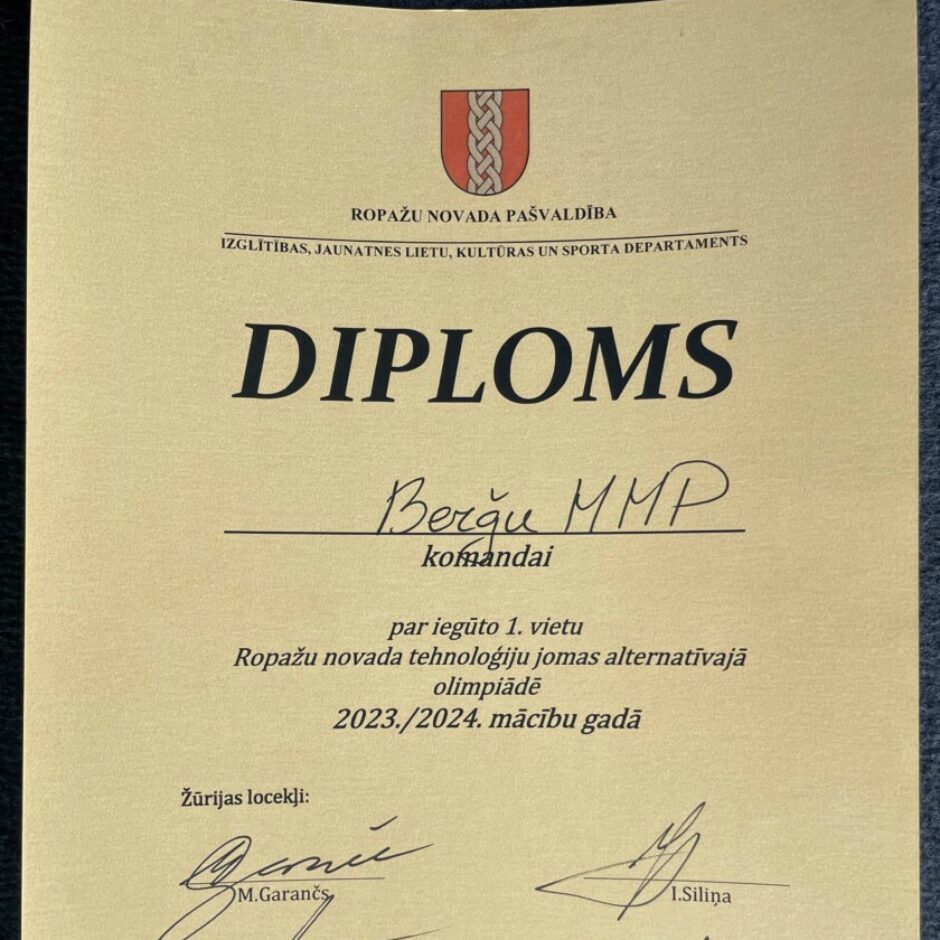 ROPAŽU NOVADA PAŠVALDĪBA
IZGLĪTĪBAS, JAUNATNES LIETU, KULTŪRAS UN SPORTA DEPARTAMENTS
DIPLOMS
Berģu MMP
komandai
par iegūto 1. vietu
Ropažu novada tehnoloģiju jomas alternatīvajā
olimpiādē
2023./2024. mācību gadā
Žūrijas locekļi:
M.Garančs
I.Siliņa